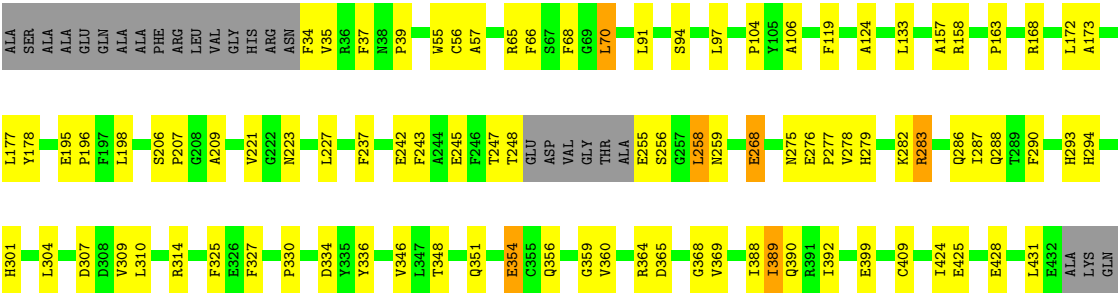 ALA SER ALA ALA GLU GLN ALA ALA PHE ARG LEU VAL GLY HIS ARG ASN F34 V35 R36 F37 N38 P39 W55 C56 A57 R65 F66 S67 F68 G69 L70 L91 S94 L97 P104 Y105 A106 F119 A124 L133 A157 R158 P163 R168 L172 A173
L177 Y178 E195 P196 F197 L198 S206 P207 G208 A209 V221 G222 N223 L227 F237 E242 F243 A244 E245 F246 T247 T248 GLU ASP VAL GLY THR ALA E255 S256 G257 L258 N259 E268 N275 E276 P277 V278 H279 K282 R283 Q286 I287 Q288 T289 F290 H293 H294
H301 L304 D307 D308 V309 L310 R314 F325 E326 F327 P330 D334 Y335 Y336 V346 L347 T348 Q351 E354 C355 Q356 G359 V360 R364 D365 G368 V369 I388 I389 Q390 R391 I392 E399 C409 I424 E425 E428 L431 E432 ALA LYS GLN